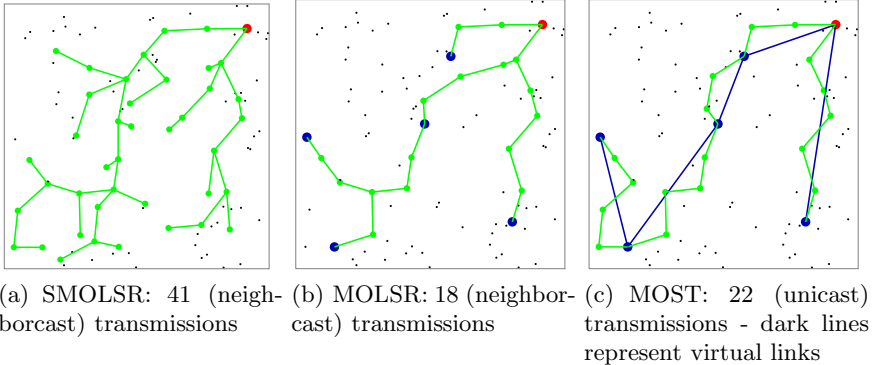 (a) SMOLSR: 41 (neigh-
borcast) transmissions
(b) MOLSR: 18 (neighbor-
cast) transmissions
(c) MOST: 22 (unicast)
transmissions - dark lines
represent virtual links